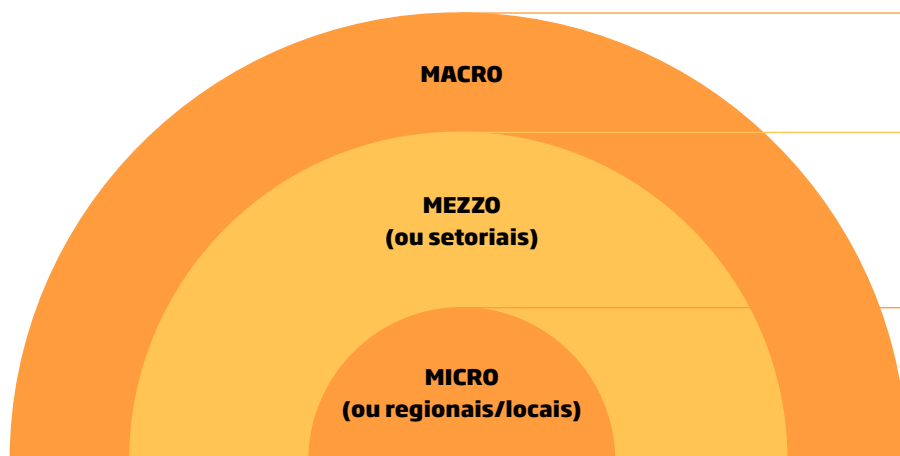 MACRO
MEZZO
(ou setoriais)
MICRO
(ou regionais/locais)